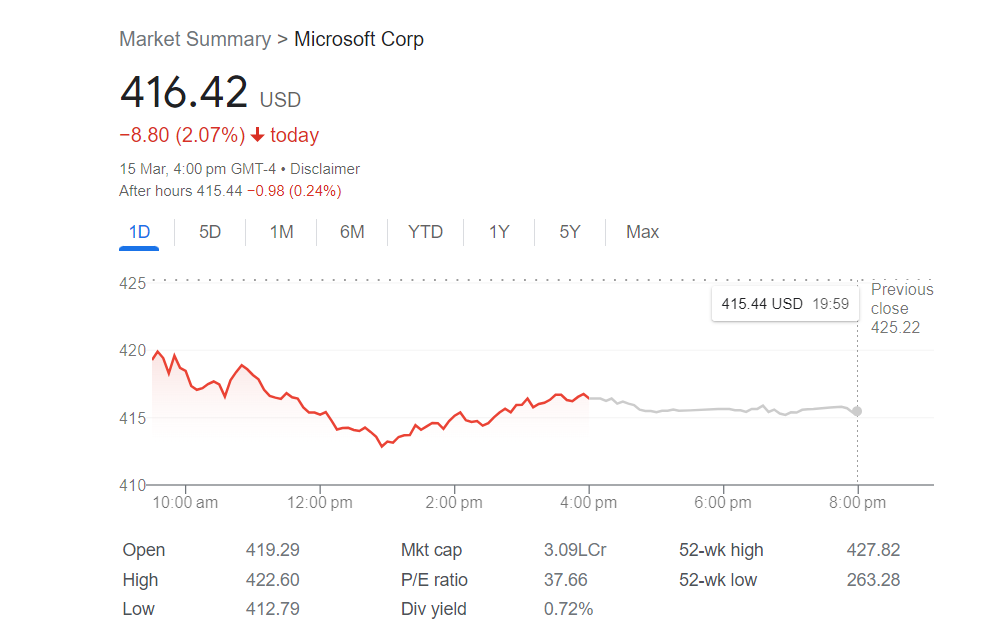 Market Summary > Microsoft Corp
416.42 USD
−8.80 (2.07%) today
15 Mar, 4:00 pm GMT-4 • Disclaimer
After hours 415.44 −0.98 (0.24%)
1D 5D 1M 6M YTD 1Y 5Y Max
425
Previous close 425.22
415.44 USD 19:59
420
415
410
10:00 am 12:00 pm 2:00 pm 4:00 pm 6:00 pm 8:00 pm
Open 419.29 Mkt cap 3.09LCr 52-wk high 427.82
High 422.60 P/E ratio 37.66 52-wk low 263.28
Low 412.79 Div yield 0.72%